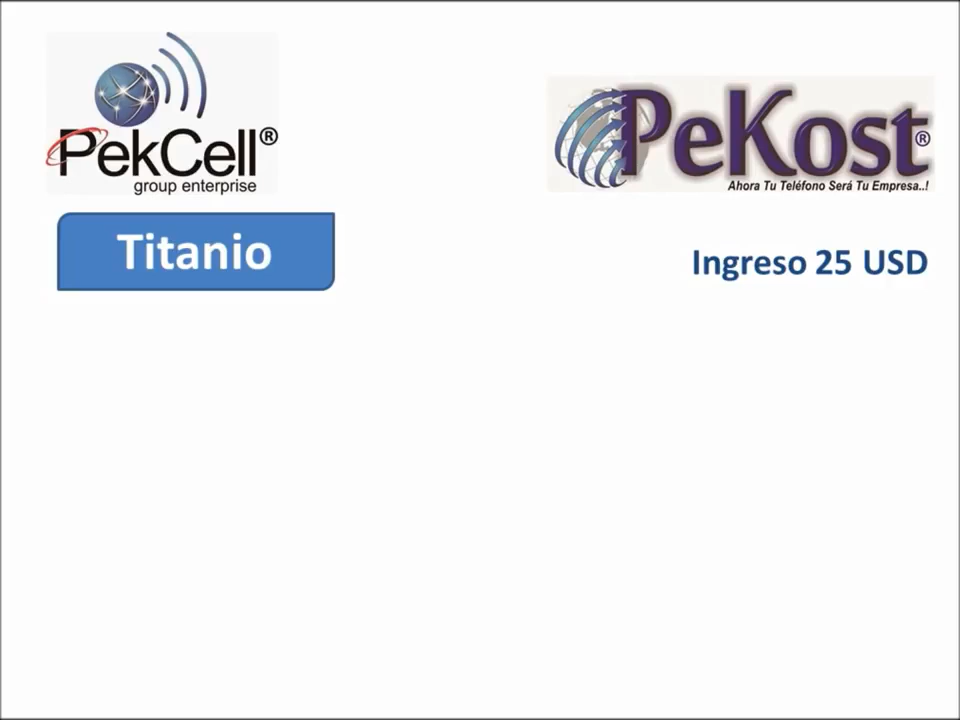 PekCell®
group enterprise
PeKost®
Ahora Tu Teléfono Será Tu Empresa..!
Titanio
Ingreso 25 USD